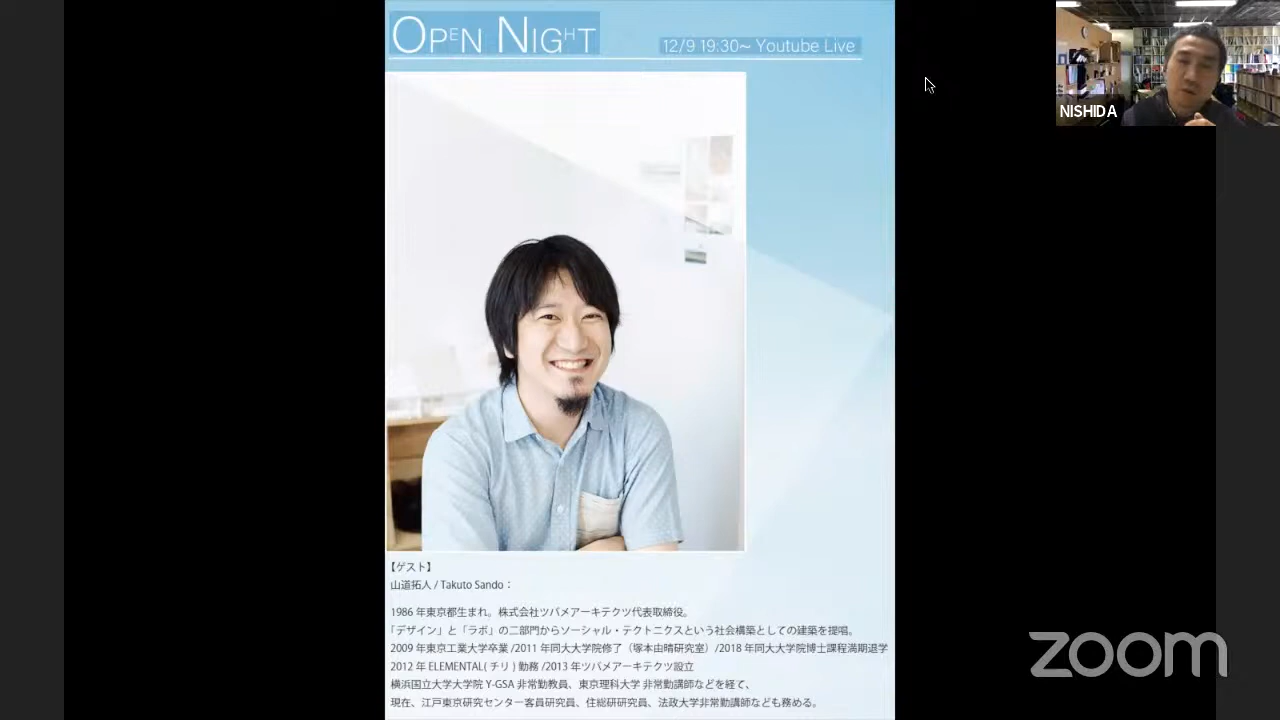 OPEN NIGHT
12/9 19:30~ Youtube Live
NISHIDA
【ゲスト】
山道拓人 / Takuto Sando：
1986 年東京都生まれ。株式会社ツバメアーキテクツ代表取締役。
「デザイン」と「ラボ」の二部門からソーシャル・テクトニクスという社会構築としての建築を提唱。
2009 年東京工業大学卒業 /2011 年同大大学院修了（塚本由晴研究室）/2018 年同大大学院博士課程満期退学
2012 年 ELEMENTAL( チリ ) 勤務 /2013 年ツバメアーキテクツ設立
横浜国立大学大学院 Y-GSA 非常勤教員、東京理科大学 非常勤講師などを経て、
現在、江戸東京研究センター客員研究員、住総研研究員、法政大学非常勤講師なども務める。
zoom